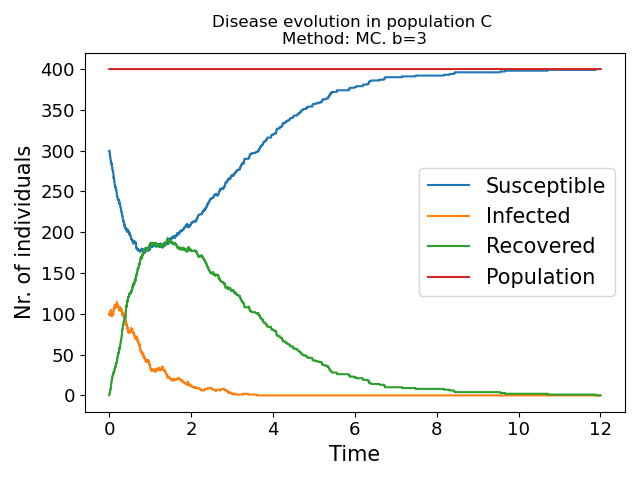 Disease evolution in population C
Method: MC. b=3
Nr. of individuals
400
350
300
250
200
150
100
50
0
Susceptible
Infected
Recovered
Population
0 2 4 6 8 10 12
Time